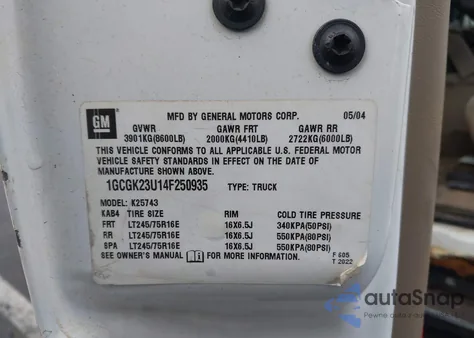 MFD BY GENERAL MOTORS CORP. 05/04
GM GVWR GAWR FRT GAWR RR
3901KG(8600LB) 2000KG(4410LB) 2722KG(6000LB)
THIS VEHICLE CONFORMS TO ALL APPLICABLE U.S. FEDERAL MOTOR
VEHICLE SAFETY STANDARDS IN EFFECT ON THE DATE OF
MANUFACTURE SHOWN ABOVE.
1GCGK23U14F250935 TYPE: TRUCK
MODEL: K25743
KAB4 TIRE SIZE RIM COLD TIRE PRESSURE
FRT LT245/75R16E 16X6.5J 340KPA(50PSI)
RR LT245/75R16E 16X6.5J 550KPA(80PSI)
SPA LT245/75R16E 16X6.5J 550KPA(80PSI)
SEE OWNER'S MANUAL FOR MORE INFORMATION.
F 605
T 2022
autoSnap